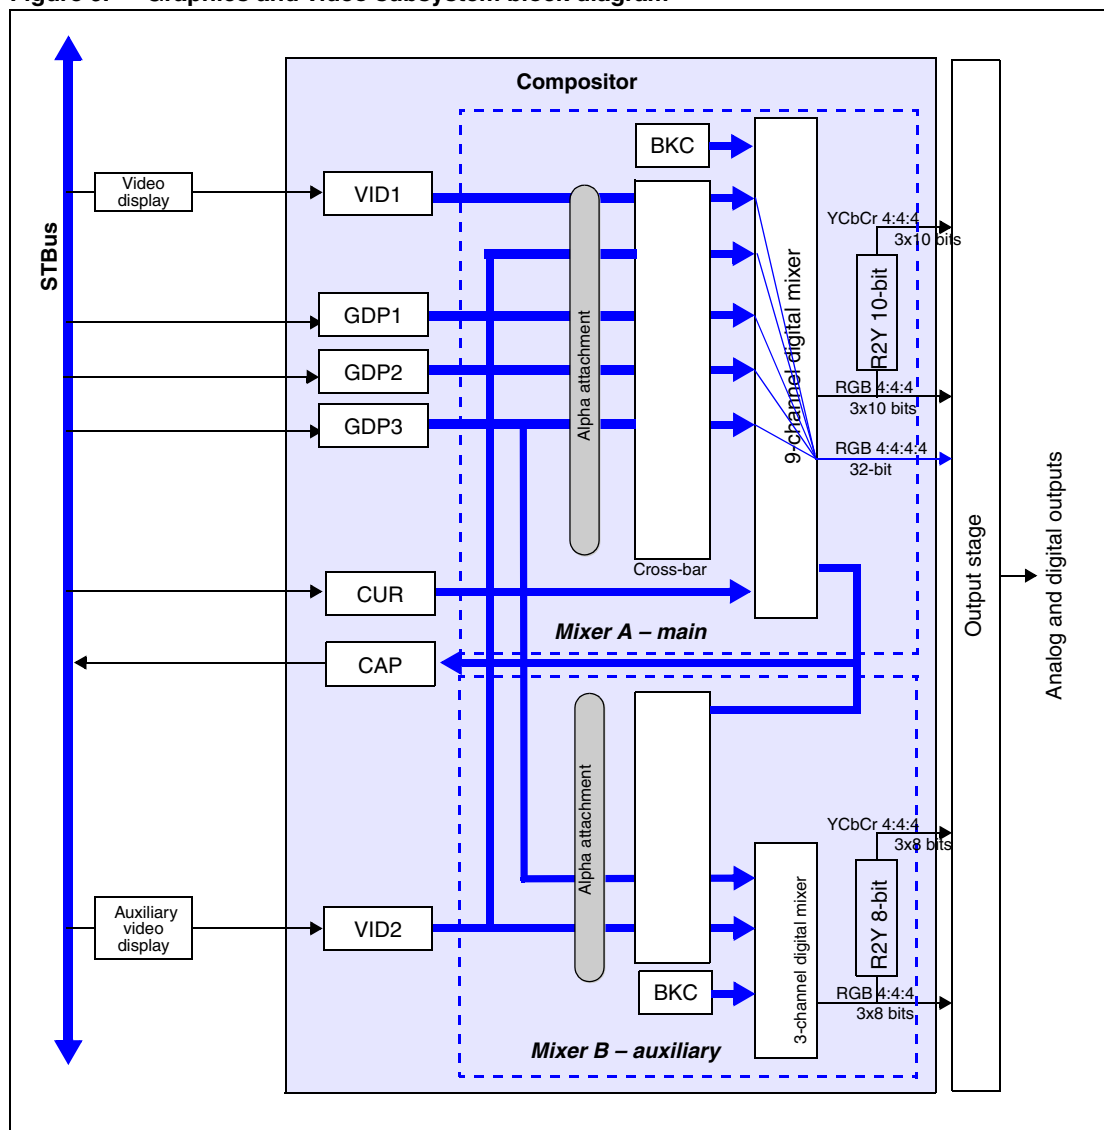 Compositor
BKC
Video
display
VID1
YCbCr 4:4:4
3x10 bits
STBus
GDP1
GDP2
GDP3
Alpha attachment
9-channel digital mixer
R2Y 10-bit
RGB 4:4:4
3x10 bits
RGB 4:4:4:4
32-bit
Cross-bar
CUR
Mixer A – main
CAP
Output stage
Analog and digital outputs
Alpha attachment
YCbCr 4:4:4
3x8 bits
Auxiliary
video
display
VID2
3-channel digital mixer
R2Y 8-bit
BKC
RGB 4:4:4
3x8 bits
Mixer B – auxiliary